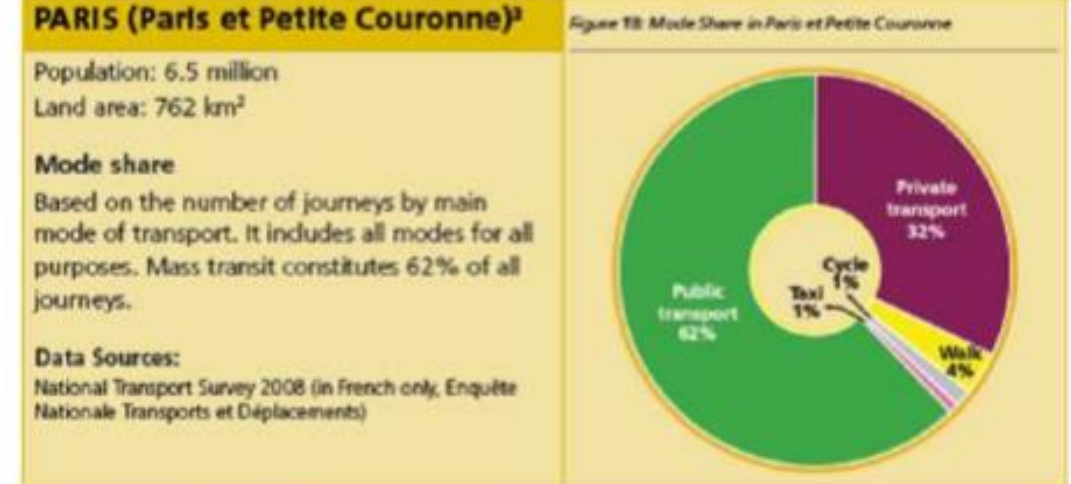 PARIS (Paris et Petite Couronne)³
Population: 6.5 million
Land area: 762 km²
Mode share
Based on the number of journeys by main
mode of transport. It includes all modes for all
purposes. Mass transit constitutes 62% of all
journeys.
Data Sources:
National Transport Survey 2008 (in French only, Enquête
Nationale Transports et Déplacements)
Figure 18: Mode Share in Paris et Petite Couronne
Private
transport
32%
Cycle
1%
Taxi
1%
Public
transport
62%
Walk
4%